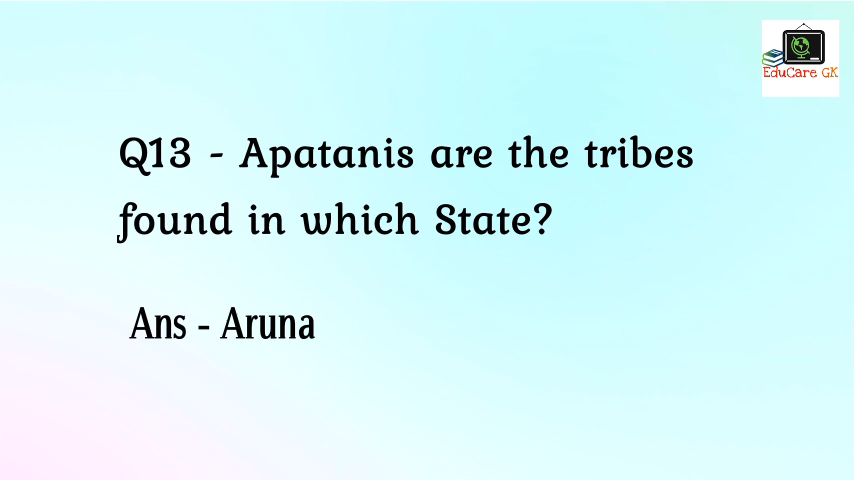 EduCare GK
Q13 - Apatanis are the tribes
found in which State?
Ans - Aruna